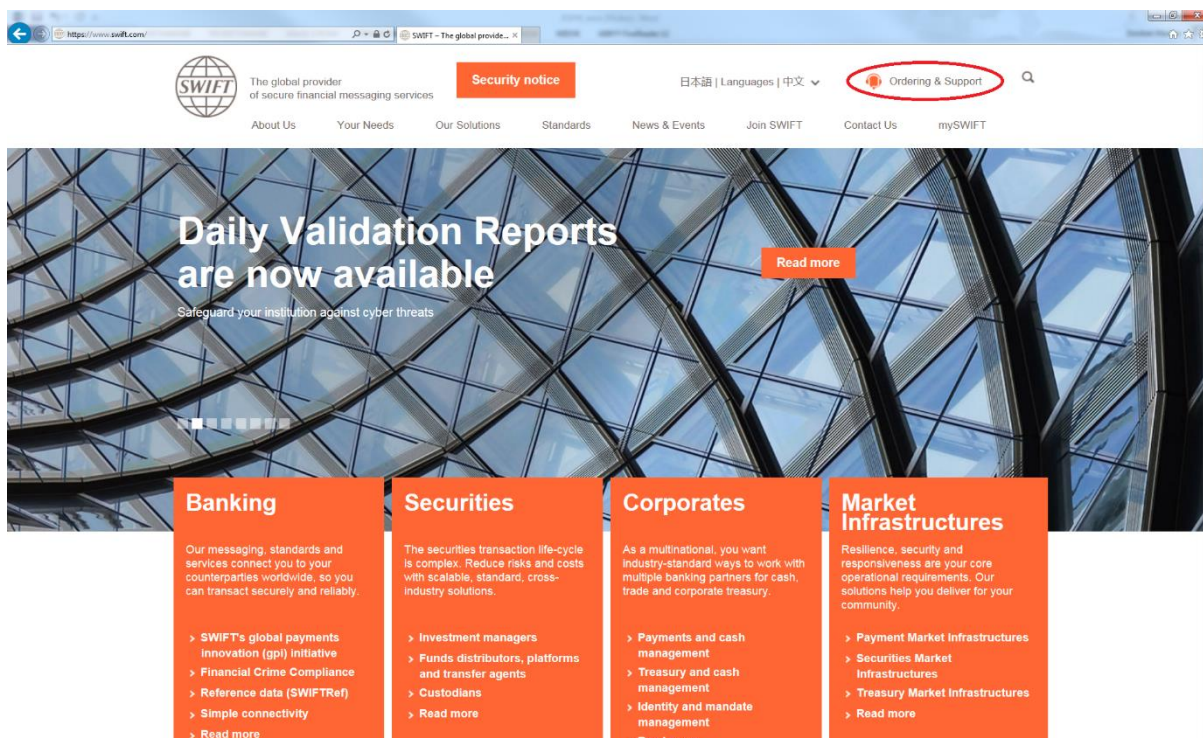 https://www.swift.com/
SWIFT – The global provide...
SWIFT
The global provider
of secure financial messaging services
Security notice
日本語 | Languages | 中文
Ordering & Support
About Us
Your Needs
Our Solutions
Standards
News & Events
Join SWIFT
Contact Us
mySWIFT
Daily Validation Reports
are now available
Read more
Safeguard your institution against cyber threats
Banking
Our messaging, standards and
services connect you to your
counterparties worldwide, so you
can transact securely and reliably.
SWIFT's global payments
innovation (gpi) initiative
Financial Crime Compliance
Reference data (SWIFTRef)
Simple connectivity
Read more
Securities
The securities transaction life-cycle
is complex. Reduce risks and costs
with scalable, standard, cross-
industry solutions.
Investment managers
Funds distributors, platforms
and transfer agents
Custodians
Read more
Corporates
As a multinational, you want
industry-standard ways to work with
multiple banking partners for cash,
trade and corporate treasury.
Payments and cash
management
Treasury and cash
management
Identity and mandate
management
Market
Infrastructures
Resilience, security and
responsiveness are your core
operational requirements. Our
solutions help you deliver for your
community.
Payment Market Infrastructures
Securities Market
Infrastructures
Treasury Market Infrastructures
Read more